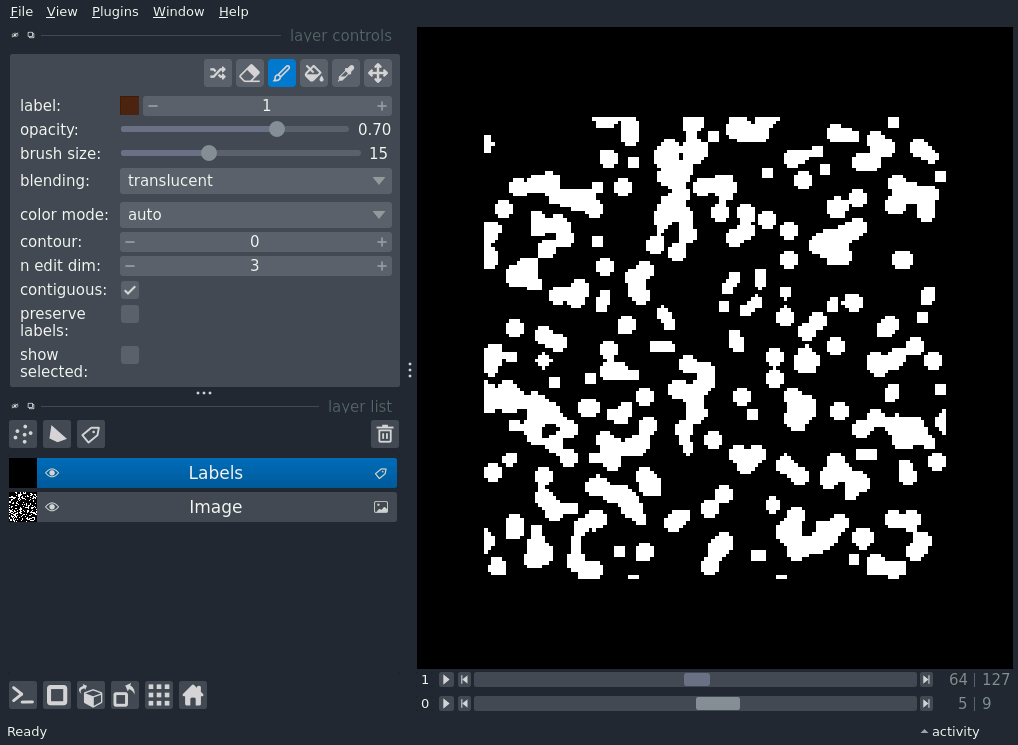 File View Plugins Window Help
layer controls
label: 1
opacity: 0.70
brush size: 15
blending: translucent
color mode: auto
contour: 0
n edit dim: 3
contiguous:
preserve
labels:
show
selected:
layer list
Labels
Image
1 64 | 127
0 5 | 9
Ready activity